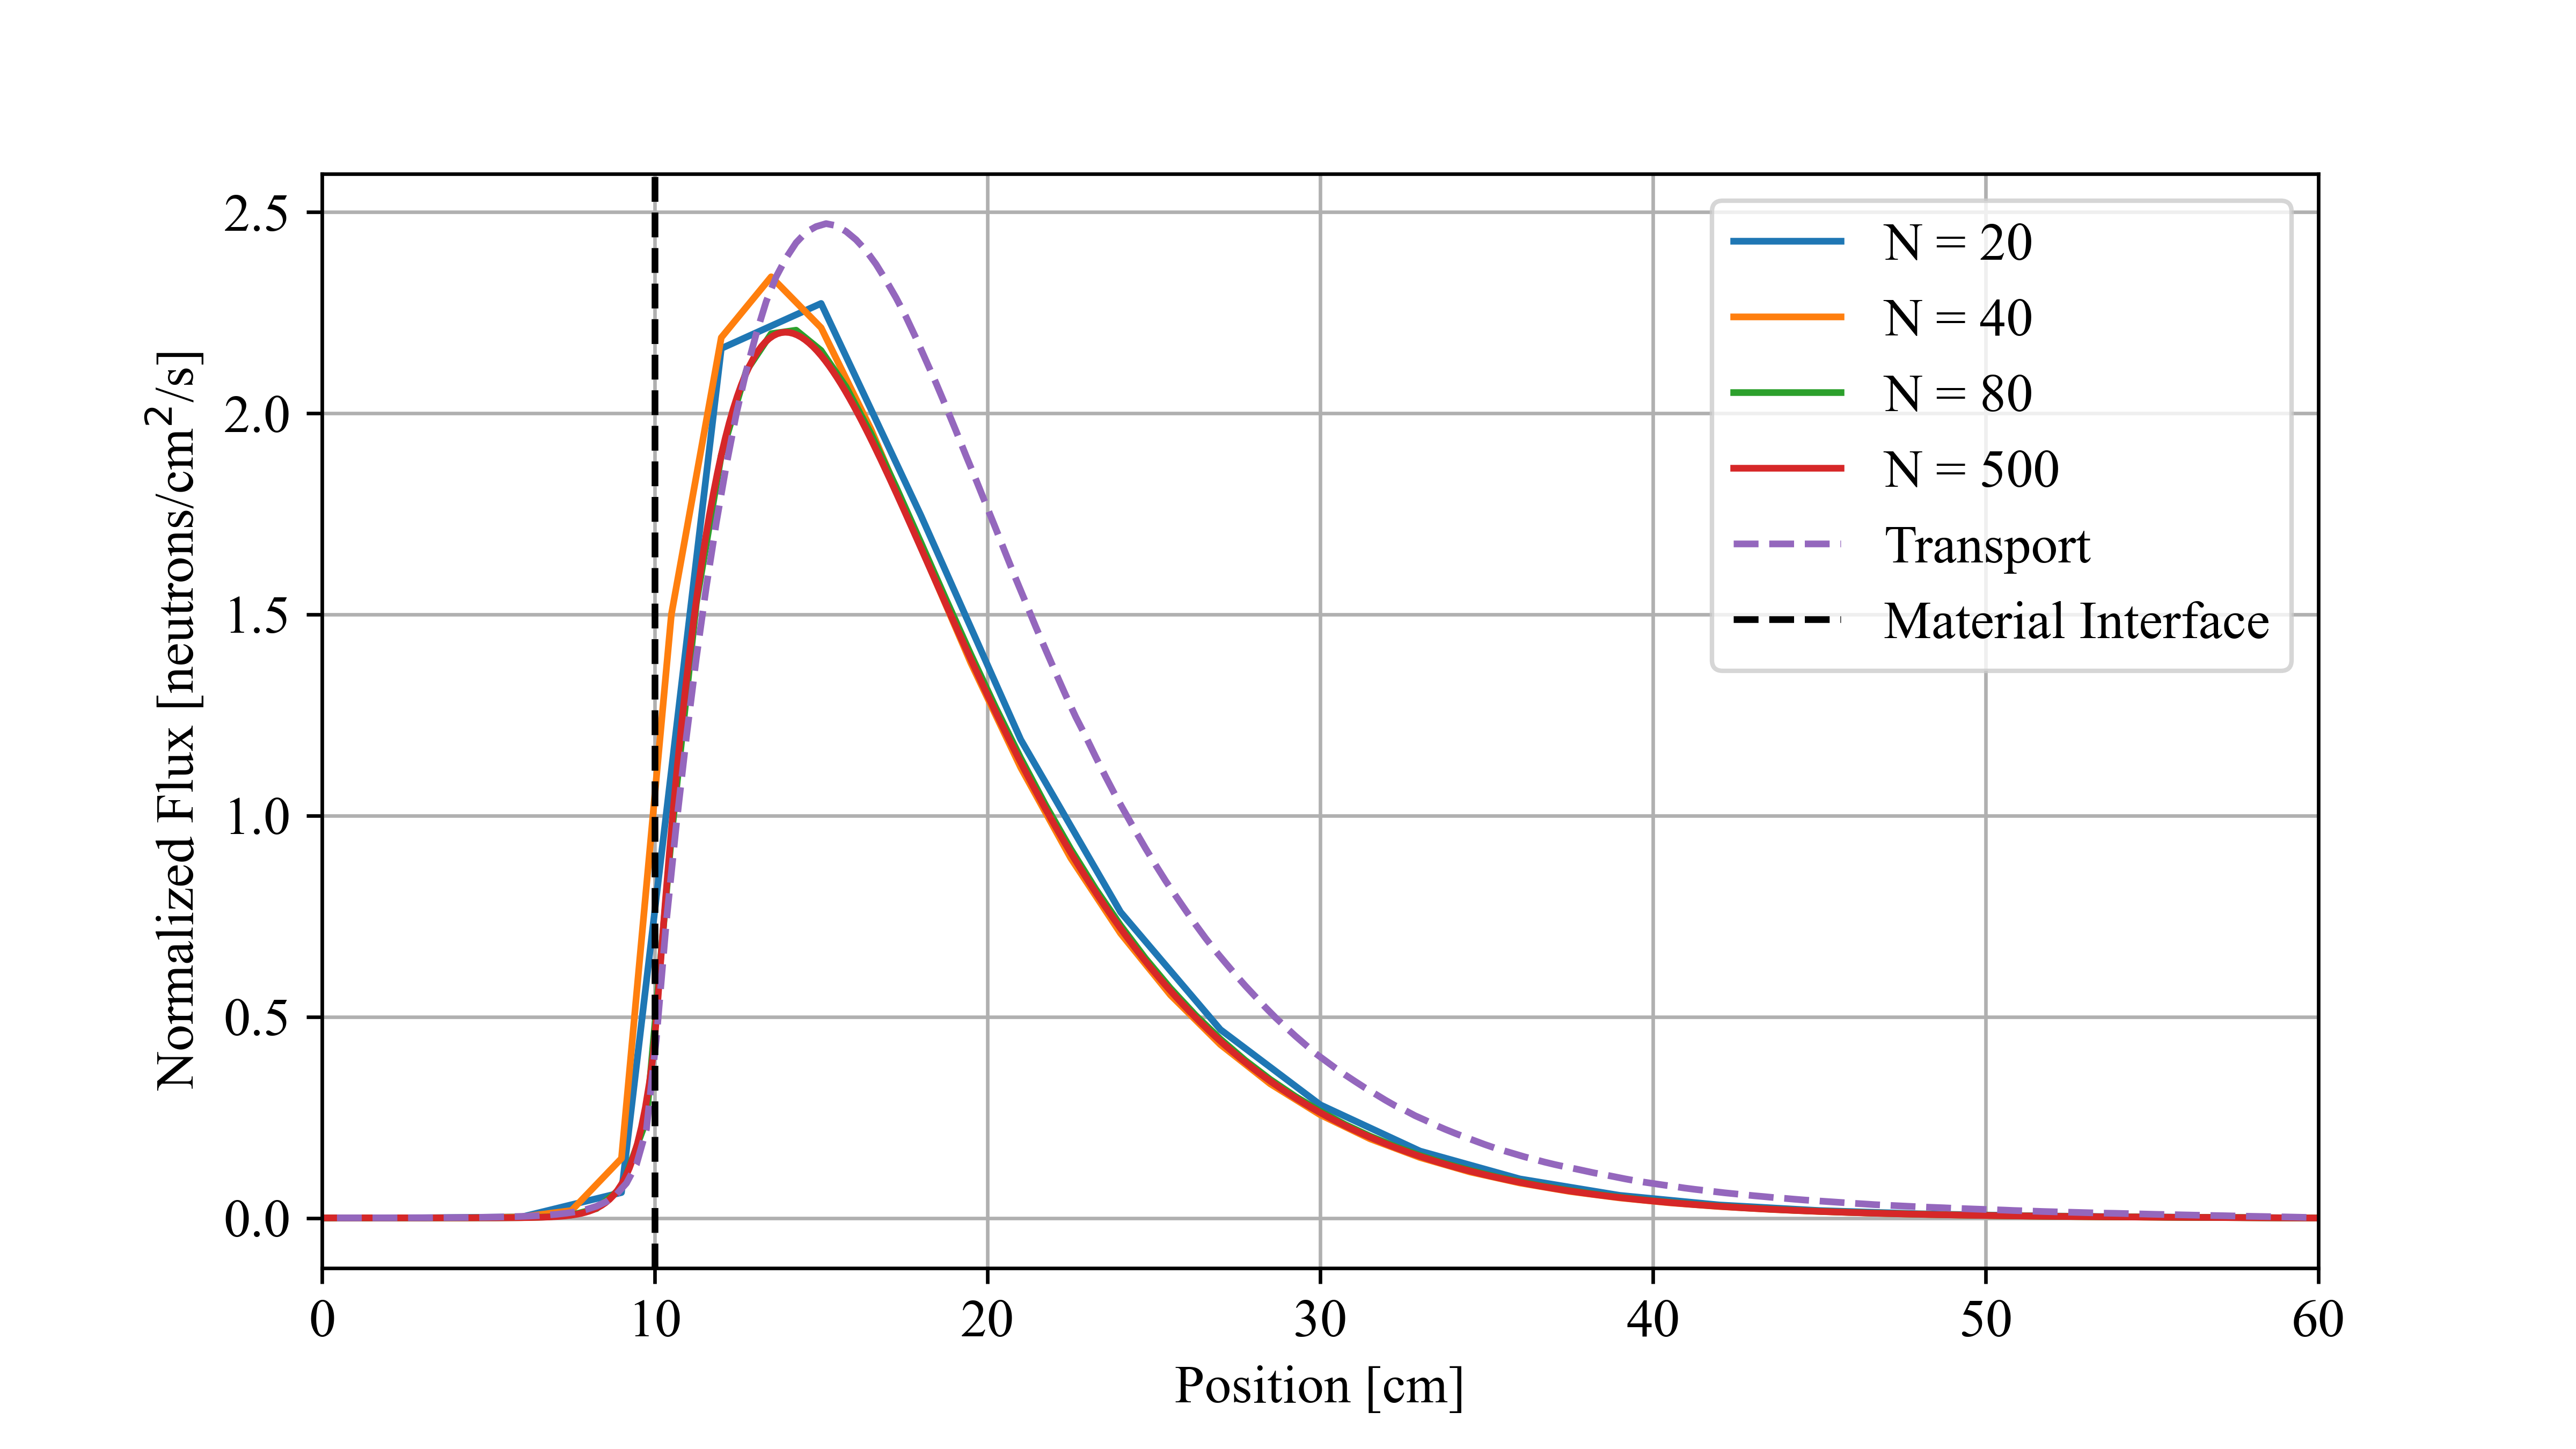 2.5
2.0
1.5
1.0
0.5
0.0
Normalized Flux [neutrons/cm²/s]
N = 20
N = 40
N = 80
N = 500
Transport
Material Interface
0 10 20 30 40 50 60
Position [cm]